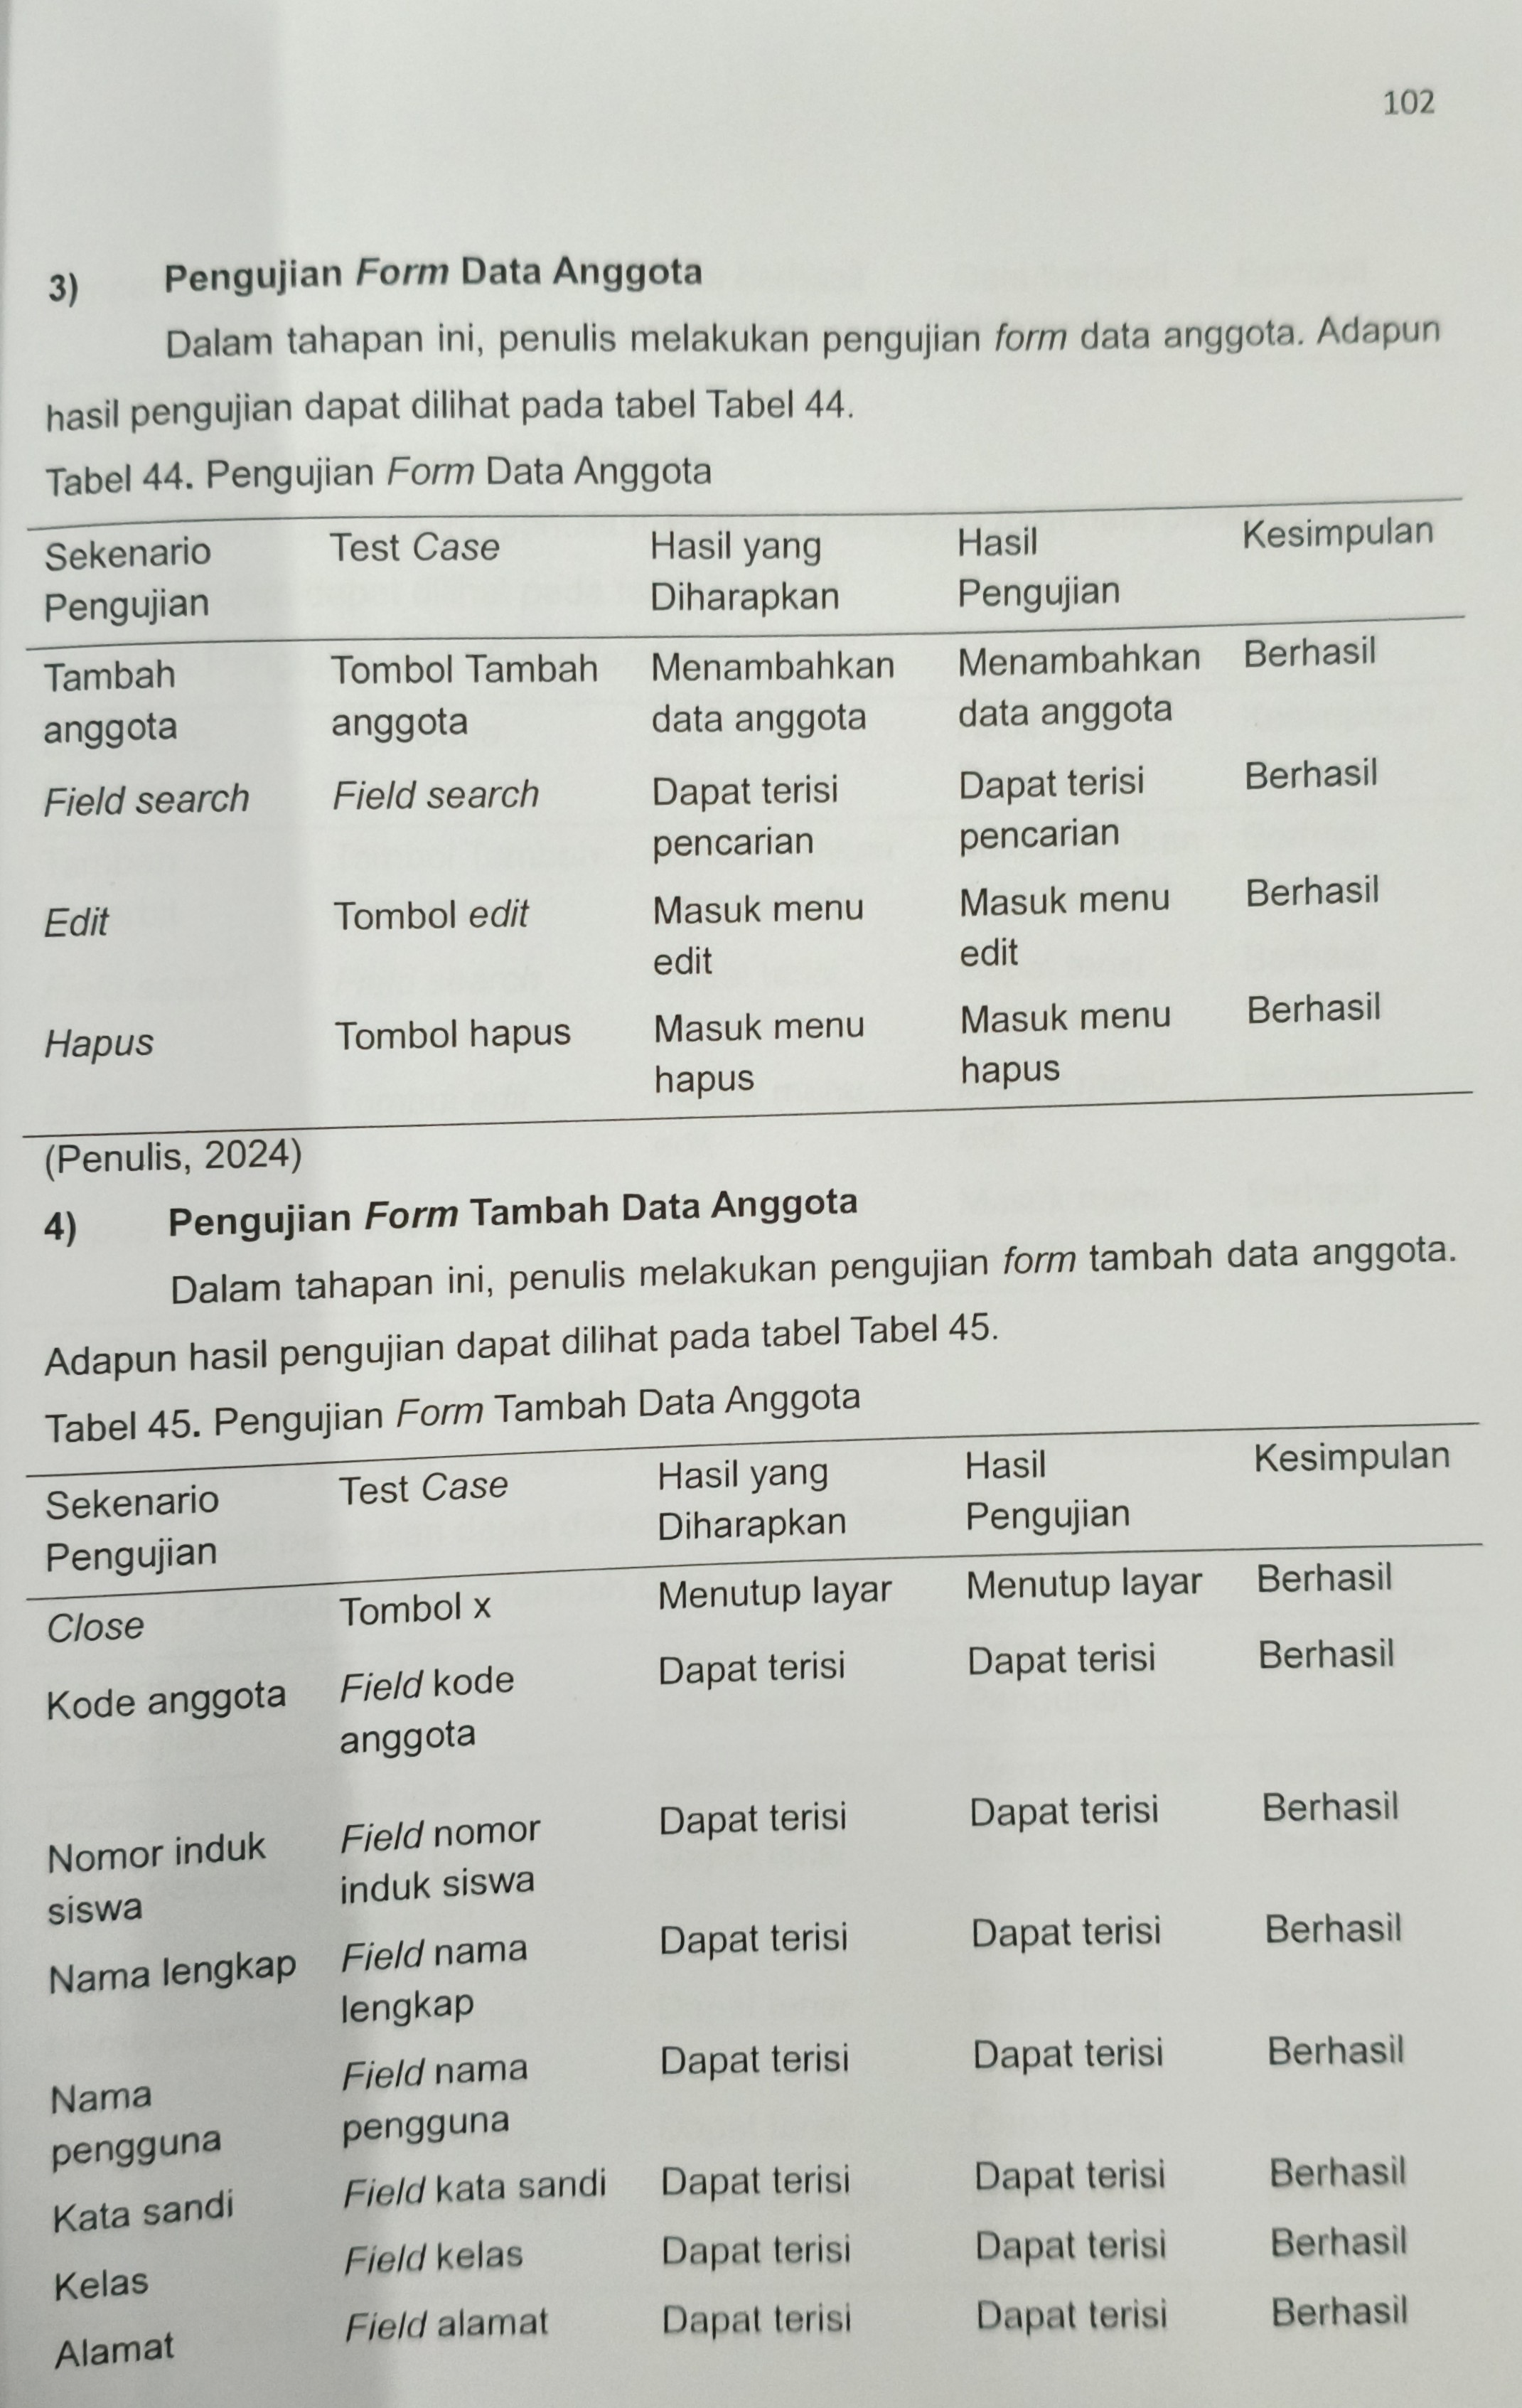 102
3) Pengujian Form Data Anggota
Dalam tahapan ini, penulis melakukan pengujian form data anggota. Adapun
hasil pengujian dapat dilihat pada tabel Tabel 44.
Tabel 44. Pengujian Form Data Anggota
Sekenario Test Case Hasil yang Hasil Kesimpulan
Pengujian Diharapkan Pengujian
Tambah Tombol Tambah Menambahkan Menambahkan Berhasil
anggota anggota data anggota data anggota
Field search Field search Dapat terisi Dapat terisi Berhasil
pencarian pencarian
Edit Tombol edit Masuk menu Masuk menu Berhasil
edit edit
Hapus Tombol hapus Masuk menu Masuk menu Berhasil
hapus hapus
(Penulis, 2024)
4) Pengujian Form Tambah Data Anggota
Dalam tahapan ini, penulis melakukan pengujian form tambah data anggota.
Adapun hasil pengujian dapat dilihat pada tabel Tabel 45.
Tabel 45. Pengujian Form Tambah Data Anggota
Sekenario Test Case Hasil yang Hasil Kesimpulan
Pengujian Diharapkan Pengujian
Close Tombol x Menutup layar Menutup layar Berhasil
Kode anggota Field kode Dapat terisi Dapat terisi Berhasil
anggota
Nomor induk Field nomor Dapat terisi Dapat terisi Berhasil
siswa induk siswa
Nama lengkap Field nama Dapat terisi Dapat terisi Berhasil
lengkap
Nama Field nama Dapat terisi Dapat terisi Berhasil
pengguna pengguna
Kata sandi Field kata sandi Dapat terisi Dapat terisi Berhasil
Kelas Field kelas Dapat terisi Dapat terisi Berhasil
Alamat Field alamat Dapat terisi Dapat terisi Berhasil